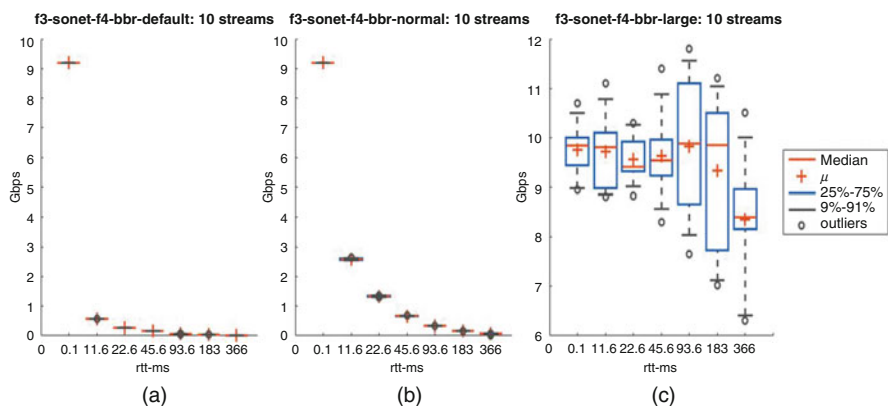 f3-sonet-f4-bbr-default: 10 streams
10
9
8
7
6
5
4
3
2
1
0
Gbps
0 0.1 11.6 22.6 45.6 93.6 183 366
rtt-ms
(a)
f3-sonet-f4-bbr-normal: 10 streams
10
9
8
7
6
5
4
3
2
1
0
Gbps
0 0.1 11.6 22.6 45.6 93.6 183 366
rtt-ms
(b)
f3-sonet-f4-bbr-large: 10 streams
12
11
10
9
8
7
6
Gbps
0 0.1 11.6 22.6 45.6 93.6 183 366
rtt-ms
(c)
Median
μ
25%-75%
9%-91%
outliers